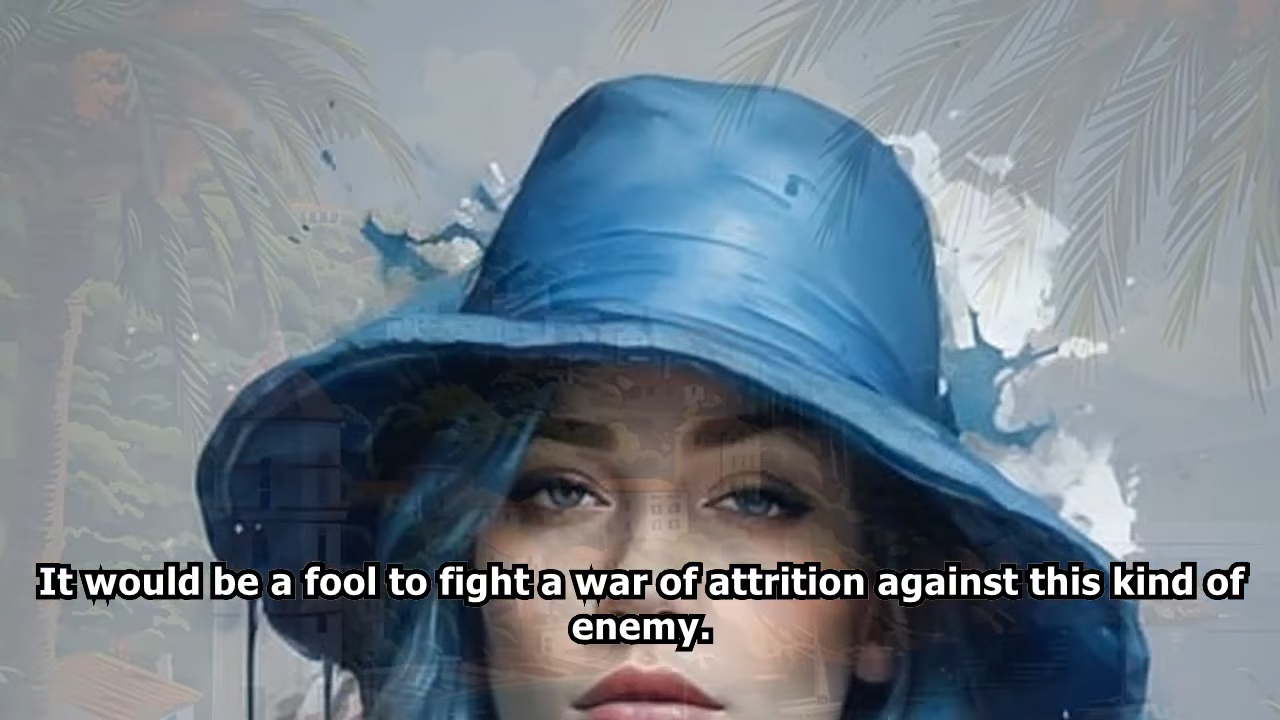 It would be a fool to fight a war of attrition against this kind of
enemy.